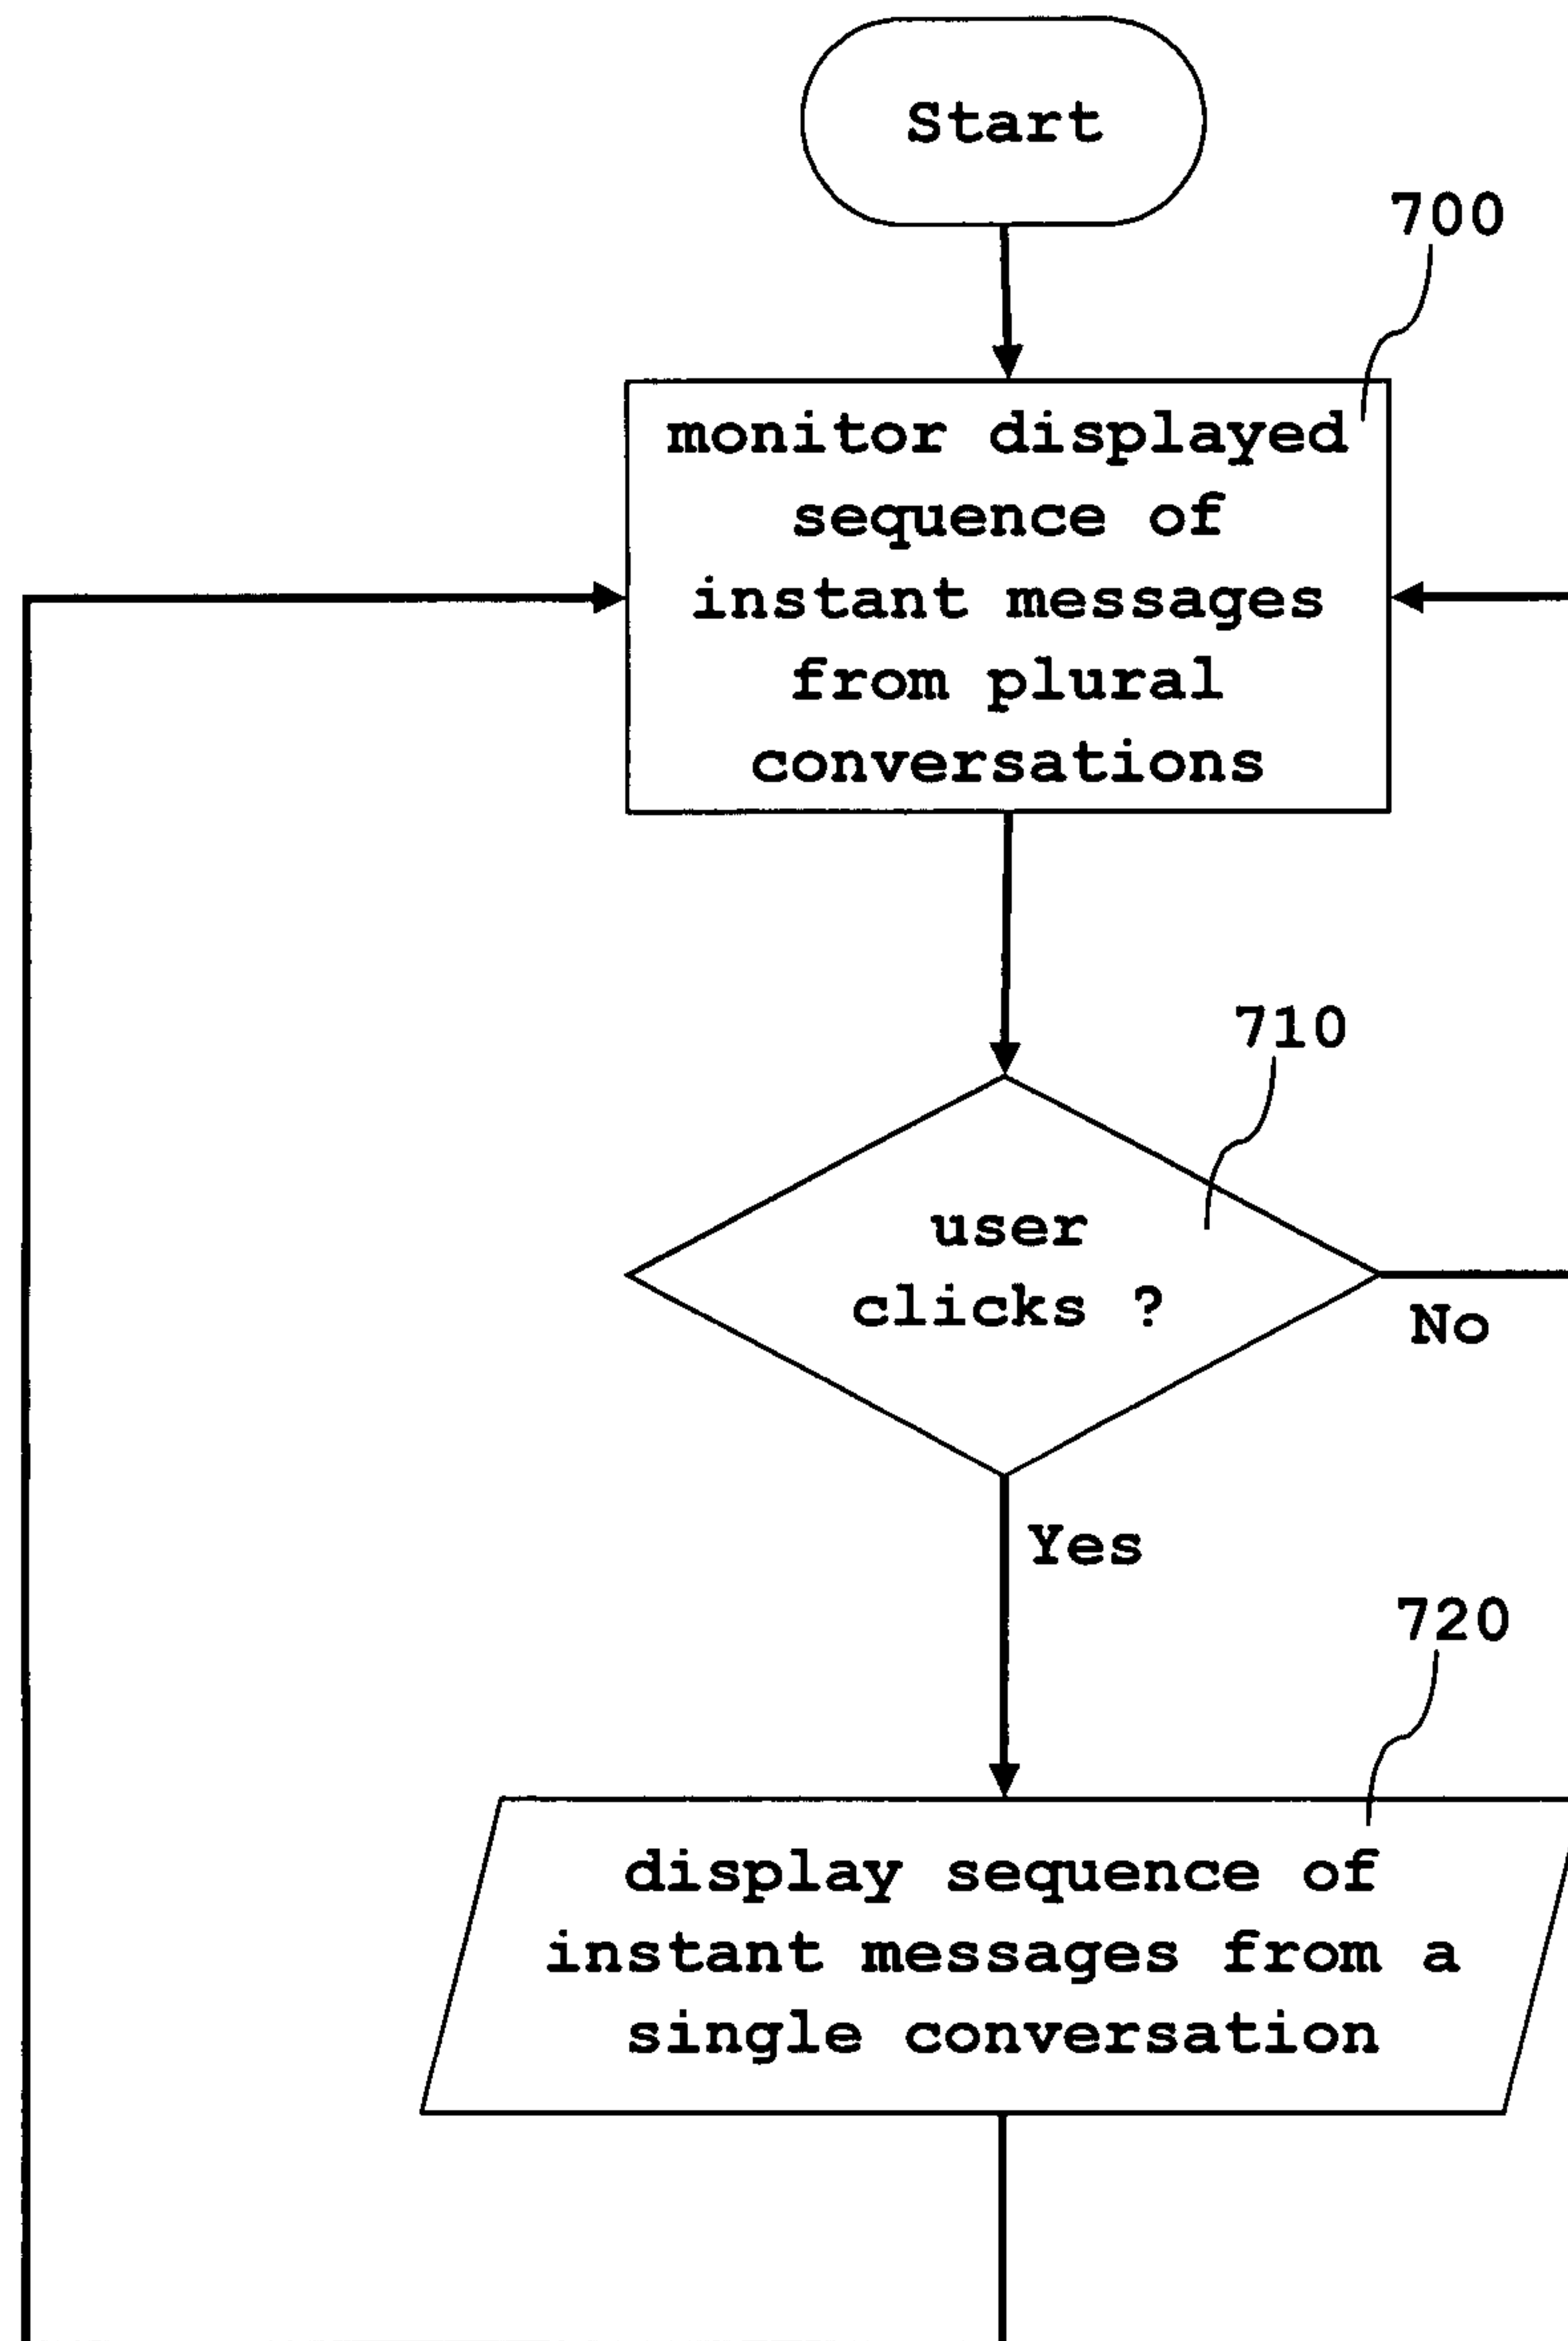 Start
700
monitor displayed
sequence of
instant messages
from plural
conversations
710
user
clicks ?
No
Yes
720
display sequence of
instant messages from a
single conversation